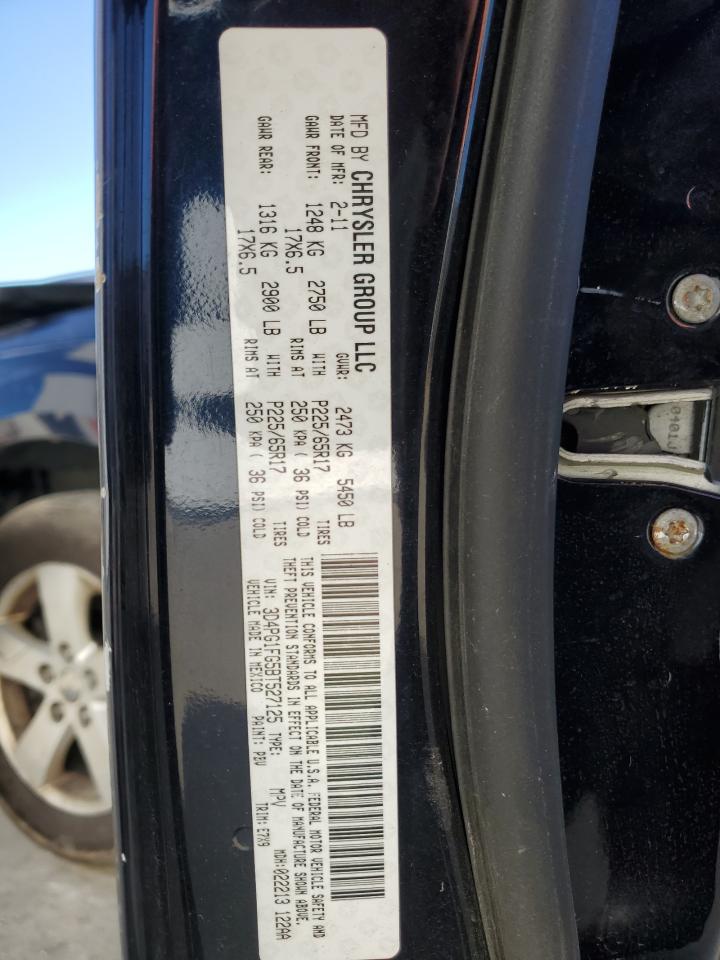 MFD BY CHRYSLER GROUP LLC
DATE OF MFR: 2-11 GVWR: 2473 KG 5450 LB
GAWR FRONT: 1248 KG 2750 LB WITH P225/65R17 TIRES
17X6.5 RIMS AT 250 KPA ( 36 PSI) COLD
GAWR REAR: 1316 KG 2900 LB WITH P225/65R17 TIRES
17X6.5 RIMS AT 250 KPA ( 36 PSI) COLD
THIS VEHICLE CONFORMS TO ALL APPLICABLE U.S.A. FEDERAL MOTOR VEHICLE SAFETY AND
THEFT PREVENTION STANDARDS IN EFFECT ON THE DATE OF MANUFACTURE SHOWN ABOVE.
VIN: 3D4PG1FG5BT527125 TYPE: MPV MDH:022213 122AA
VEHICLE MADE IN MEXICO PAINT: PBV TRIM: E7X9